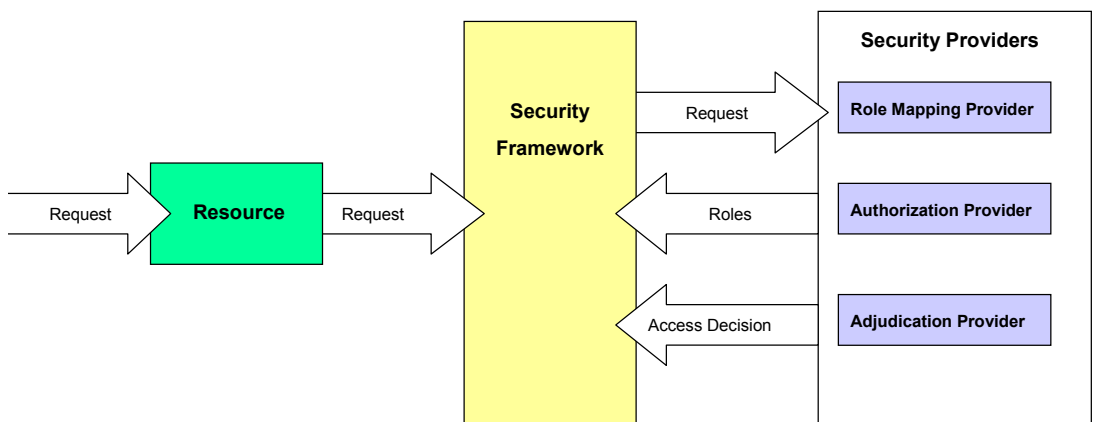 Security Providers
Security
Framework
Request
Role Mapping Provider
Request
Resource
Request
Roles
Authorization Provider
Access Decision
Adjudication Provider